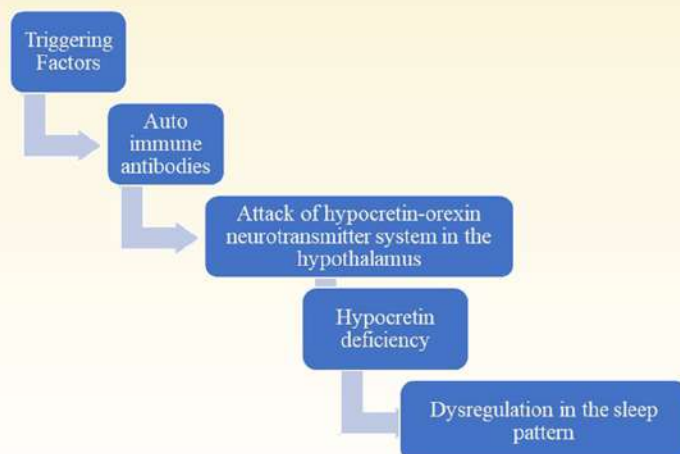 Triggering
Factors
Auto
immune
antibodies
Attack of hypocretin-orexin
neurotransmitter system in the
hypothalamus
Hypocretin
deficiency
Dysregulation in the sleep
pattern